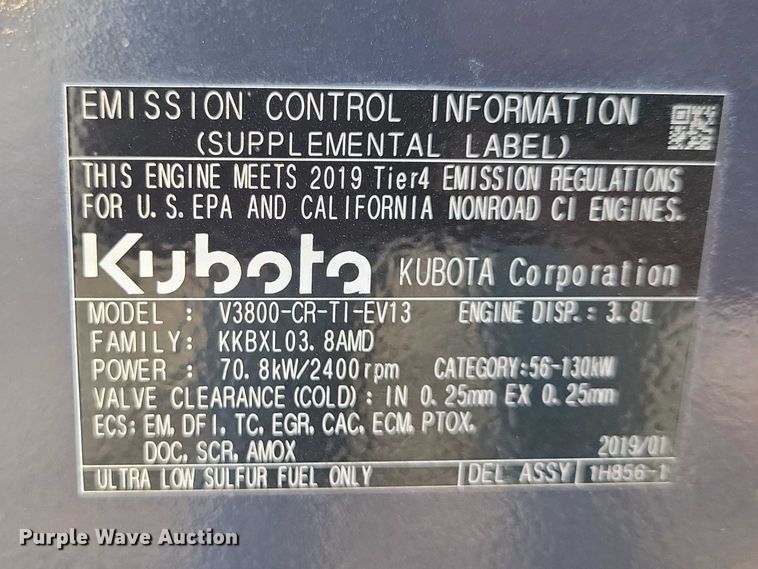 EMISSION CONTROL INFORMATION
(SUPPLEMENTAL LABEL)
THIS ENGINE MEETS 2019 Tier4 EMISSION REGULATIONS
FOR U.S.EPA AND CALIFORNIA NONROAD CI ENGINES.
Kubota KUBOTA Corporation
MODEL : V3800-CR-TI-EV13 ENGINE DISP.: 3.8L
FAMILY: KKBXL03.8AMD
POWER : 70.8kW/2400rpm CATEGORY:56-130kW
VALVE CLEARANCE(COLD): IN 0.25mm EX 0.25mm
ECS: EM, DFI, TC, EGR, CAC, ECM, PTOX,
DOC, SCR, AMOX 2019/01
ULTRA LOW SULFUR FUEL ONLY DEL ASSY 1H856-1
Purple Wave Auction